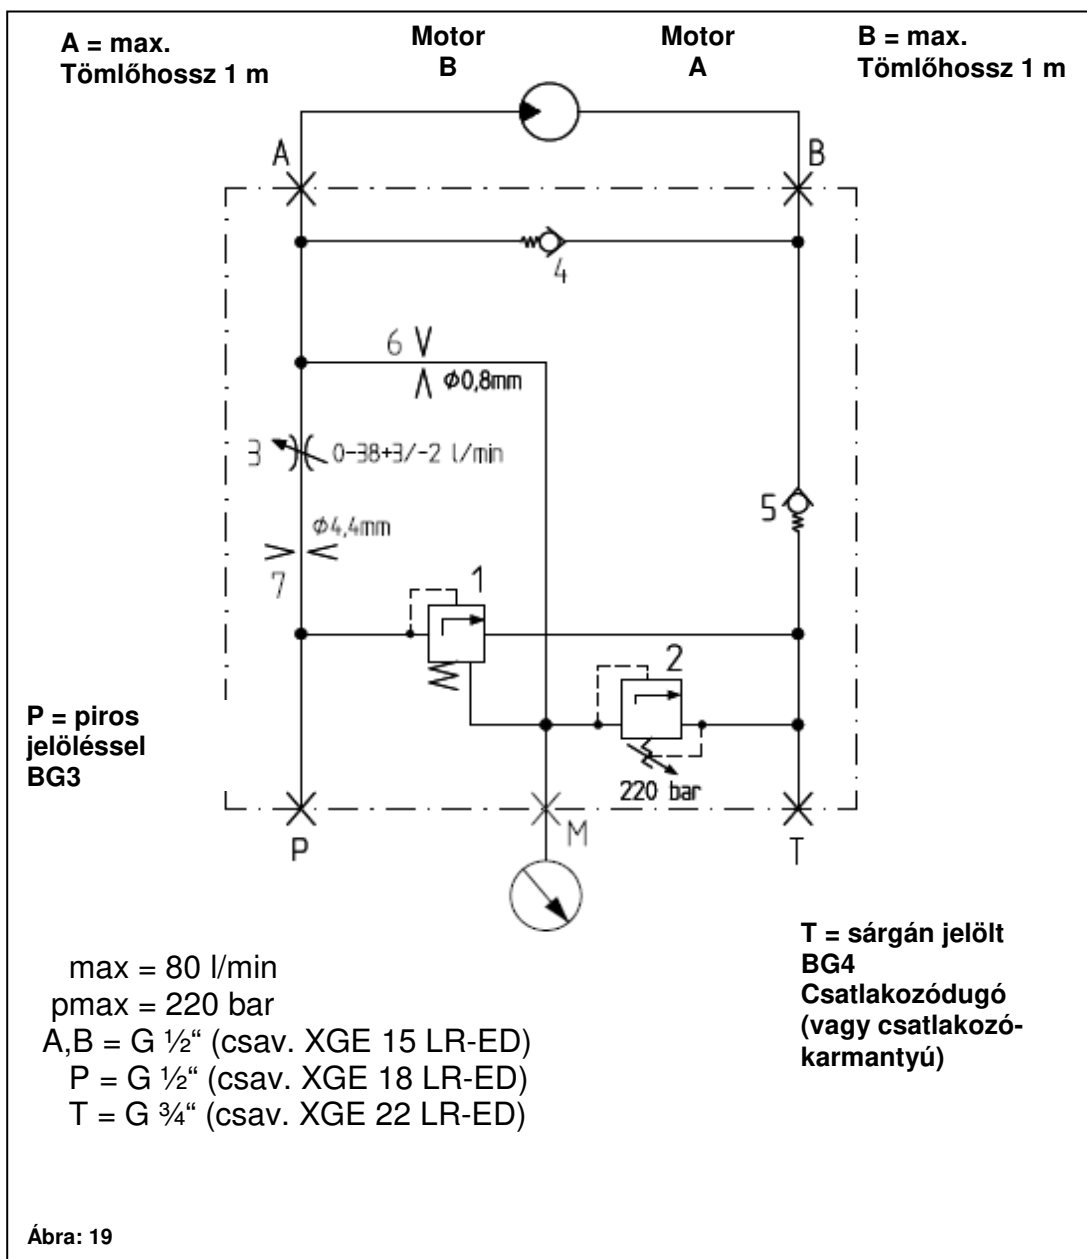 A = max.
Tömlőhossz 1 m
Motor
B
Motor
A
B = max.
Tömlőhossz 1 m
A
B
4
6
ϕ0,8mm
3
0-38+3/-2 l/min
5
ϕ4,4mm
7
1
2
P = piros
jelöléssel
BG3
220 bar
P
M
T
T = sárgán jelölt
BG4
Csatlakozódugó
(vagy csatlakozó-
karmantyú)
max = 80 l/min
pmax = 220 bar
A,B = G ½“ (csav. XGE 15 LR-ED)
P = G ½“ (csav. XGE 18 LR-ED)
T = G ¾“ (csav. XGE 22 LR-ED)
Ábra: 19